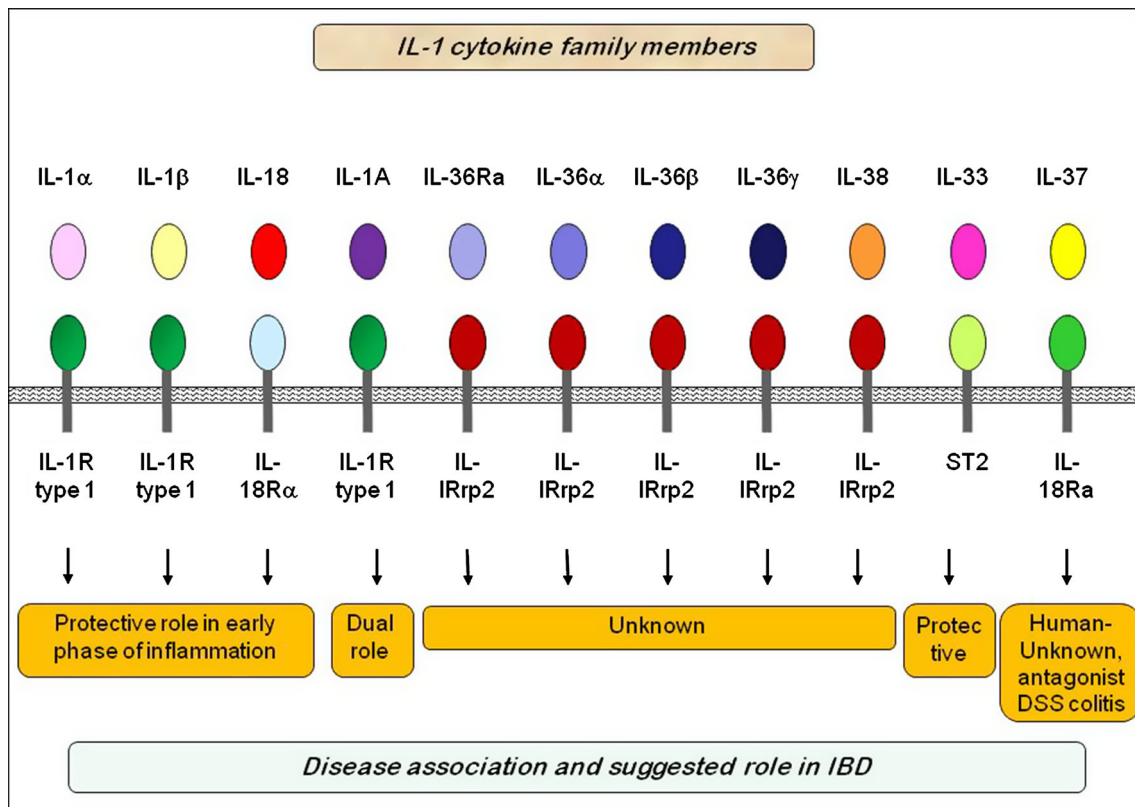 IL-1 cytokine family members
IL-1α IL-1β IL-18 IL-1A IL-36Ra IL-36α IL-36β IL-36γ IL-38 IL-33 IL-37
IL-1R IL-1R IL- IL-1R IL- IL- IL- IL- IL- ST2 IL-
type 1 type 1 18Rα type 1 IRrp2 IRrp2 IRrp2 IRrp2 IRrp2 18Ra
Protective role in early
phase of inflammation
Dual
role
Unknown
Protec
tive
Human-
Unknown,
antagonist
DSS colitis
Disease association and suggested role in IBD